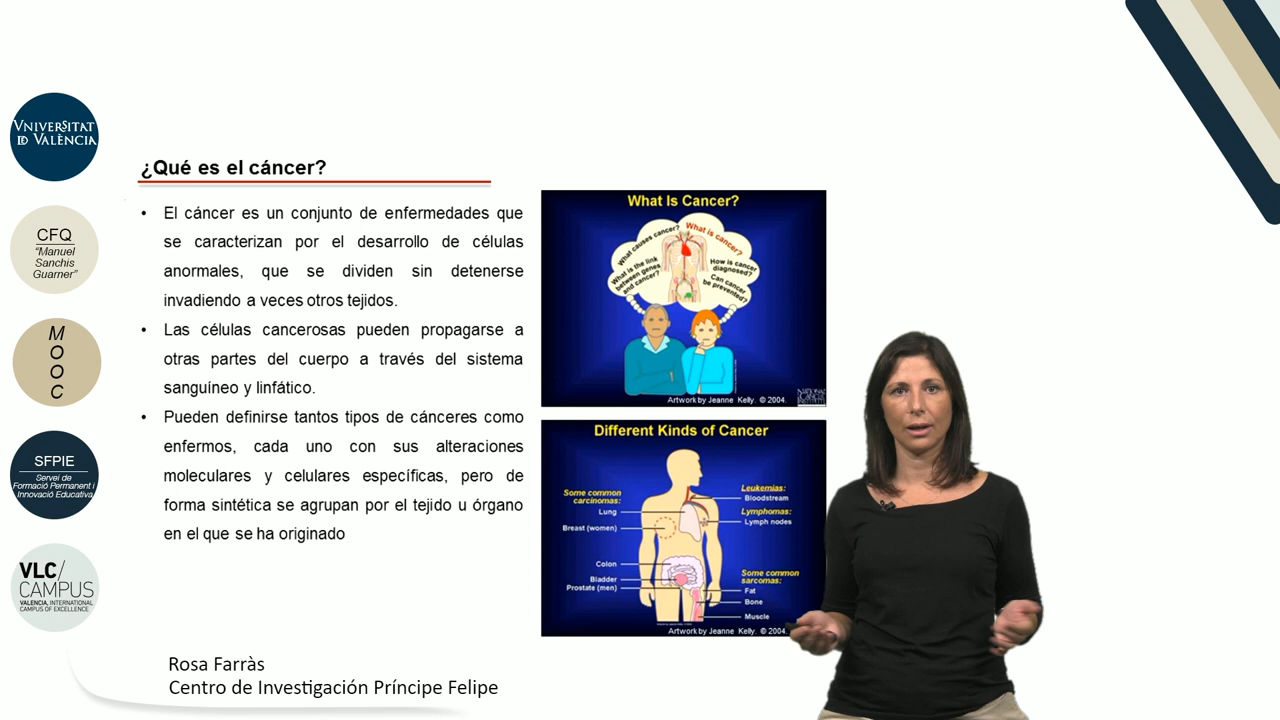 VNIVERSITAT
ID VALÈNCIA
CFQ
"Manuel
Sanchis
Guarner"
M
O
O
C
SFPIE
Servei de
Formació Permanent i
Innovació Educativa
VLC/
CAMPUS
VALENCIA, INTERNATIONAL
CAMPUS OF EXCELLENCE
¿Qué es el cáncer?
• El cáncer es un conjunto de enfermedades que
se caracterizan por el desarrollo de células
anormales, que se dividen sin detenerse
invadiendo a veces otros tejidos.
• Las células cancerosas pueden propagarse a
otras partes del cuerpo a través del sistema
sanguíneo y linfático.
• Pueden definirse tantos tipos de cánceres como
enfermos, cada uno con sus alteraciones
moleculares y celulares específicas, pero de
forma sintética se agrupan por el tejido u órgano
en el que se ha originado
What Is Cancer?
What causes cancer?
What is the link
between genes
and cancer?
What is cancer?
How is cancer
diagnosed?
Can cancer
be prevented?
Artwork by Jeanne Kelly. © 2004.
NATIONAL
CANCER
INSTITUTE
Different Kinds of Cancer
Some common
carcinomas:
Lung
Breast (women)
Colon
Bladder
Prostate (men)
Leukemias:
Bloodstream
Lymphomas:
Lymph nodes
Some common
sarcomas:
Fat
Bone
Muscle
Artwork by Jeanne Kelly. © 2004.
Rosa Farràs
Centro de Investigación Príncipe Felipe